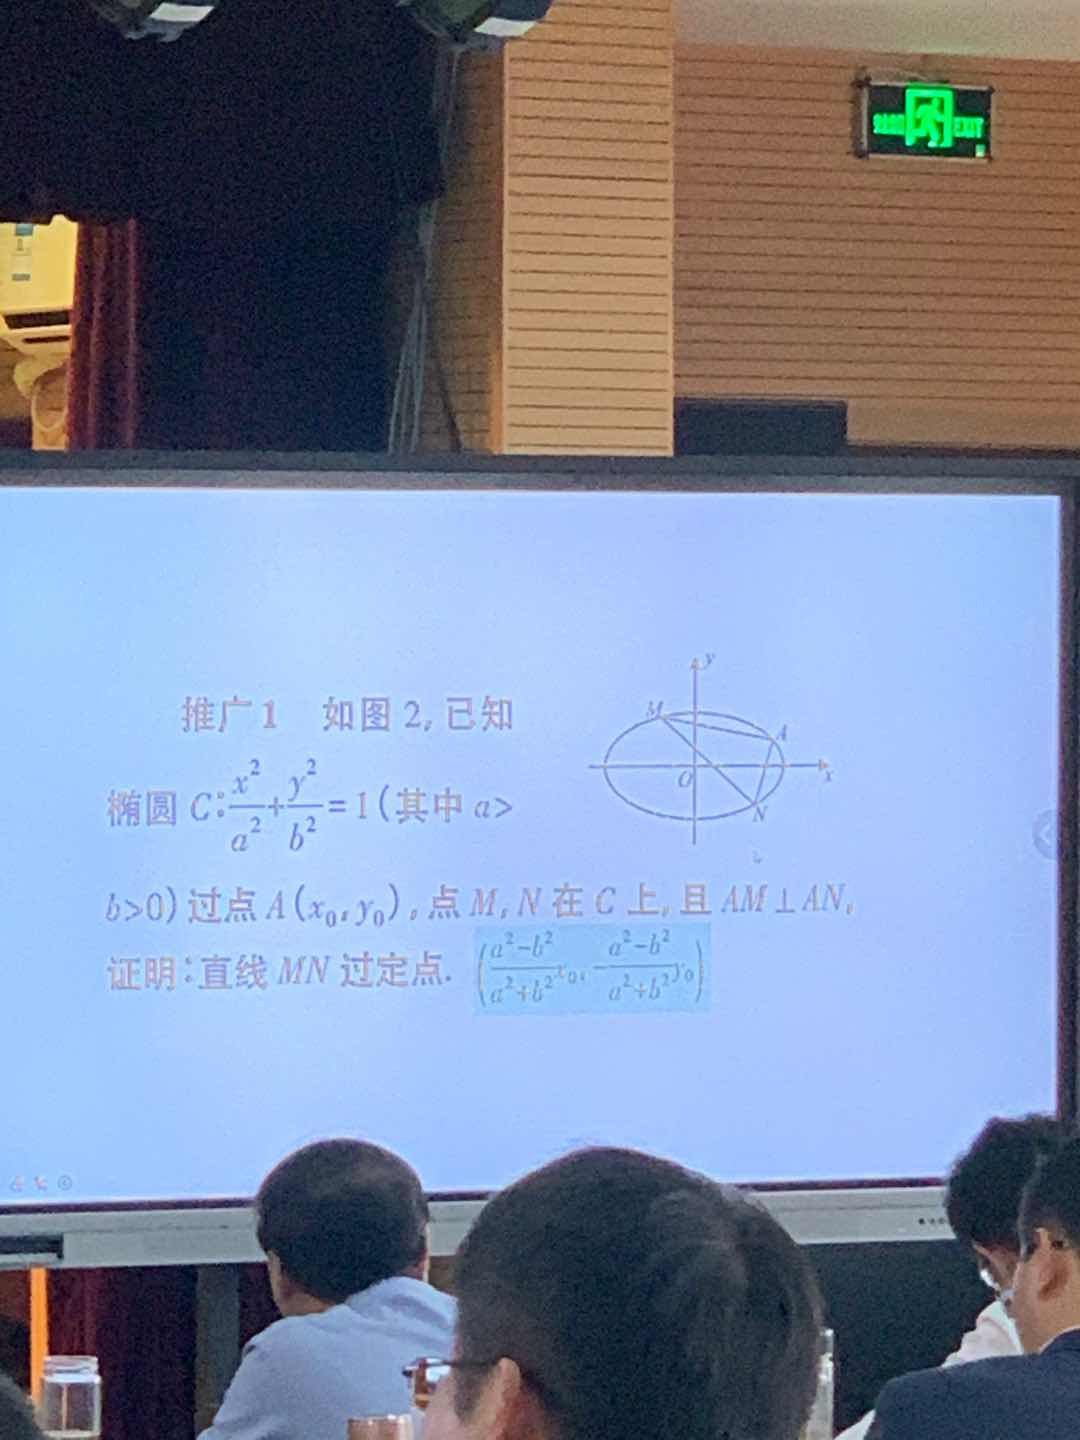 EXIT
推广1 如图2,已知
椭圆 C:x²/a²+y²/b²=1(其中 a>
b>0)过点 A(x₀,y₀),点 M,N 在 C 上,且 AM⊥AN,
证明:直线 MN 过定点. ((a²-b²)/(a²+b²)x₀,-(a²-b²)/(a²+b²)y₀)
y
M
A
O
x
N